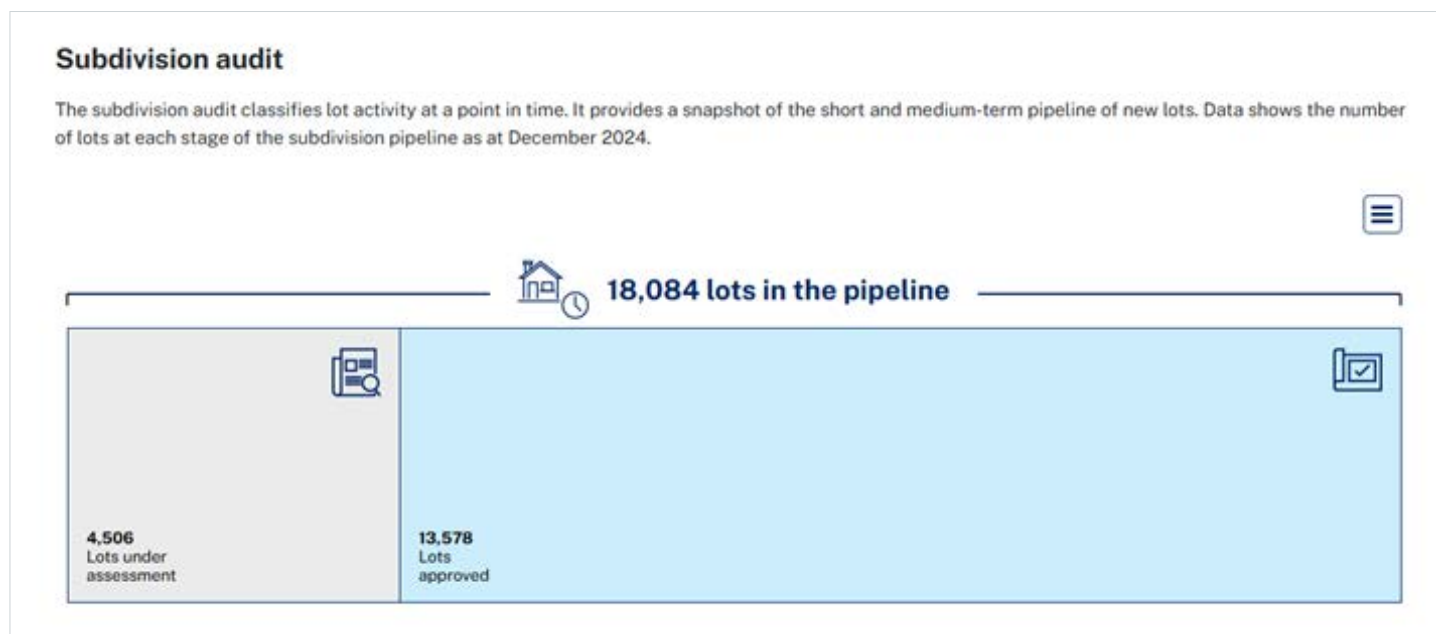 Subdivision audit
The subdivision audit classifies lot activity at a point in time. It provides a snapshot of the short and medium-term pipeline of new lots. Data shows the number
of lots at each stage of the subdivision pipeline as at December 2024.
18,084 lots in the pipeline
4,506
Lots under
assessment
13,578
Lots
approved